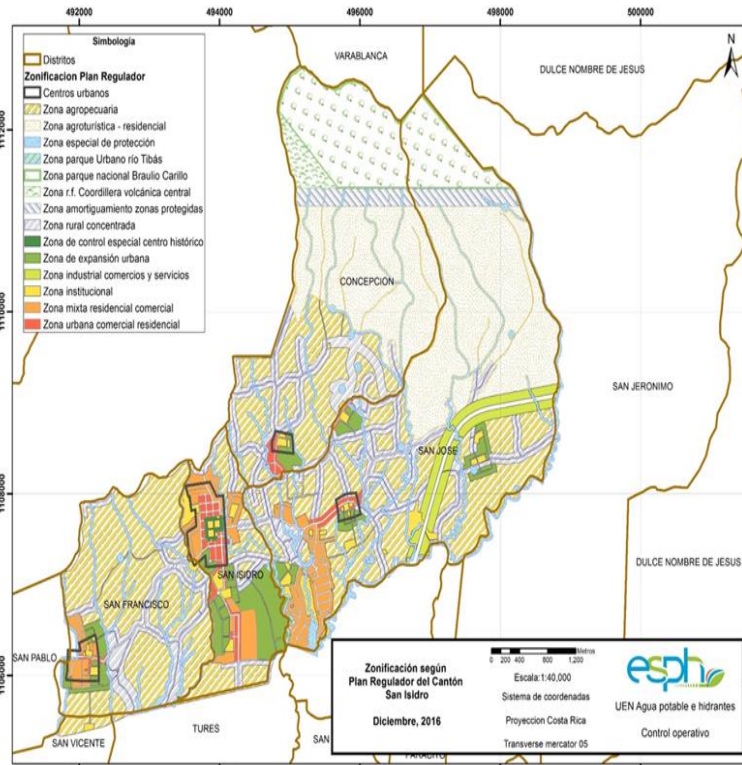 492000 494000 496000 498000 500000
Simbología
Distritos
Zonificacion Plan Regulador
Centros urbanos
Zona agropecuaria
Zona agroturística - residencial
Zona especial de protección
Zona parque Urbano río Tibás
Zona parque nacional Braulio Carillo
Zona r.f. Coordillera volcánica central
Zona amortiguamiento zonas protegidas
Zona rural concentrada
Zona de control especial centro histórico
Zona de expansión urbana
Zona industrial comercios y servicios
Zona institucional
Zona mixta residencial comercial
Zona urbana comercial residencial
N
VARABLANCA
DULCE NOMBRE DE JESUS
1112000
CONCEPCION
1110000
SAN JERONIMO
SAN JOSE
1108000
DULCE NOMBRE DE JESUS
SAN ISIDRO
SAN FRANCISCO
SAN PABLO
1106000
SAN VICENTE
TURES
SAN
PARACITO
Zonificación según
Plan Regulador del Cantón
San Isidro
Diciembre, 2016
Metros
0 200 400 800 1,200
Escala:1:40,000
Sistema de coordenadas
Proyeccion Costa Rica
Transverse mercator 05
esph
UEN Agua potable e hidrantes
Control operativo